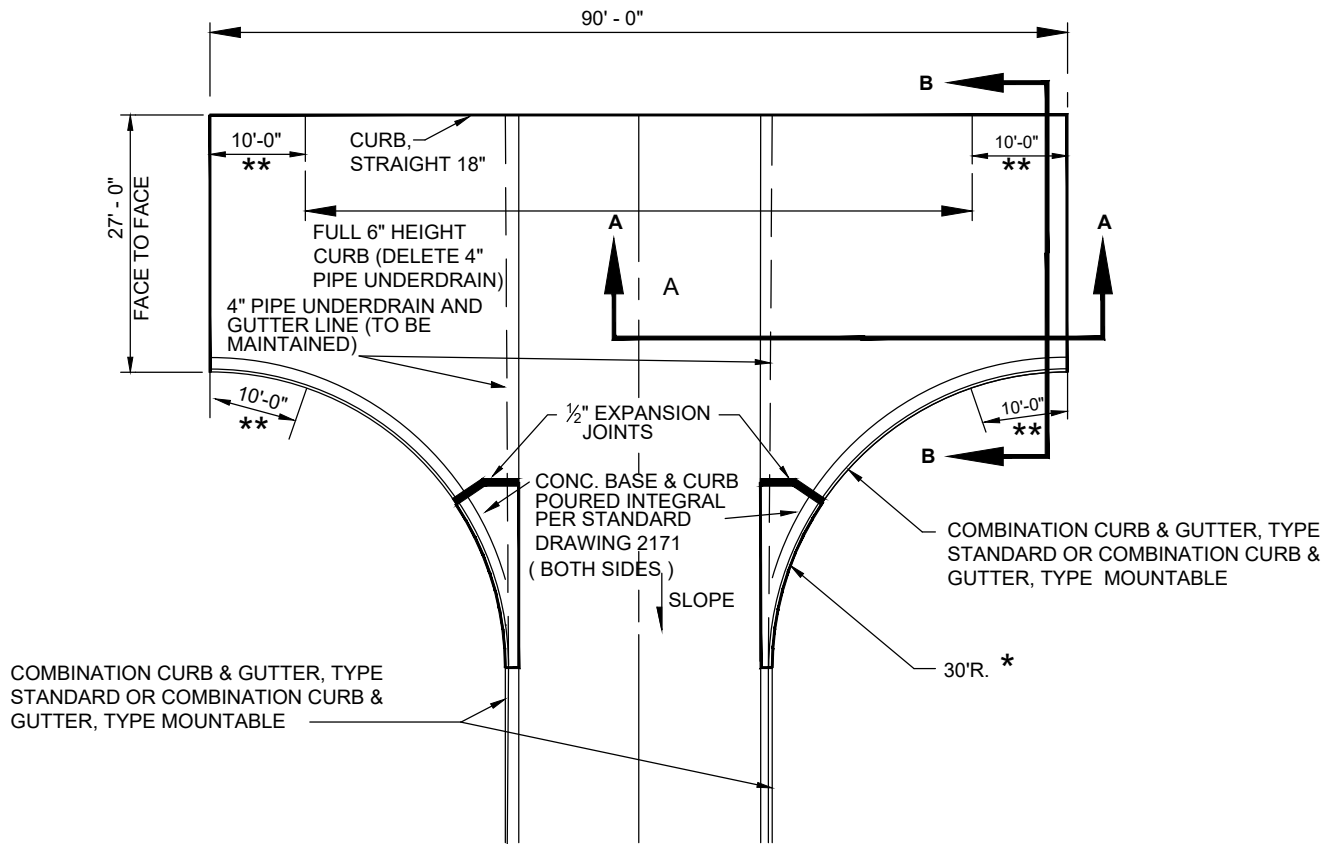 90' - 0"
B
10'-0"
**
CURB,
STRAIGHT 18"
10'-0"
**
27' - 0"
FACE TO FACE
FULL 6" HEIGHT
CURB (DELETE 4"
PIPE UNDERDRAIN)
A
A
A
4" PIPE UNDERDRAIN AND
GUTTER LINE (TO BE
MAINTAINED)
10'-0"
**
10'-0"
**
½" EXPANSION
JOINTS
B
CONC. BASE & CURB
POURED INTEGRAL
PER STANDARD
DRAWING 2171
( BOTH SIDES )
COMBINATION CURB & GUTTER, TYPE
STANDARD OR COMBINATION CURB &
GUTTER, TYPE MOUNTABLE
SLOPE
30'R. *
COMBINATION CURB & GUTTER, TYPE
STANDARD OR COMBINATION CURB &
GUTTER, TYPE MOUNTABLE